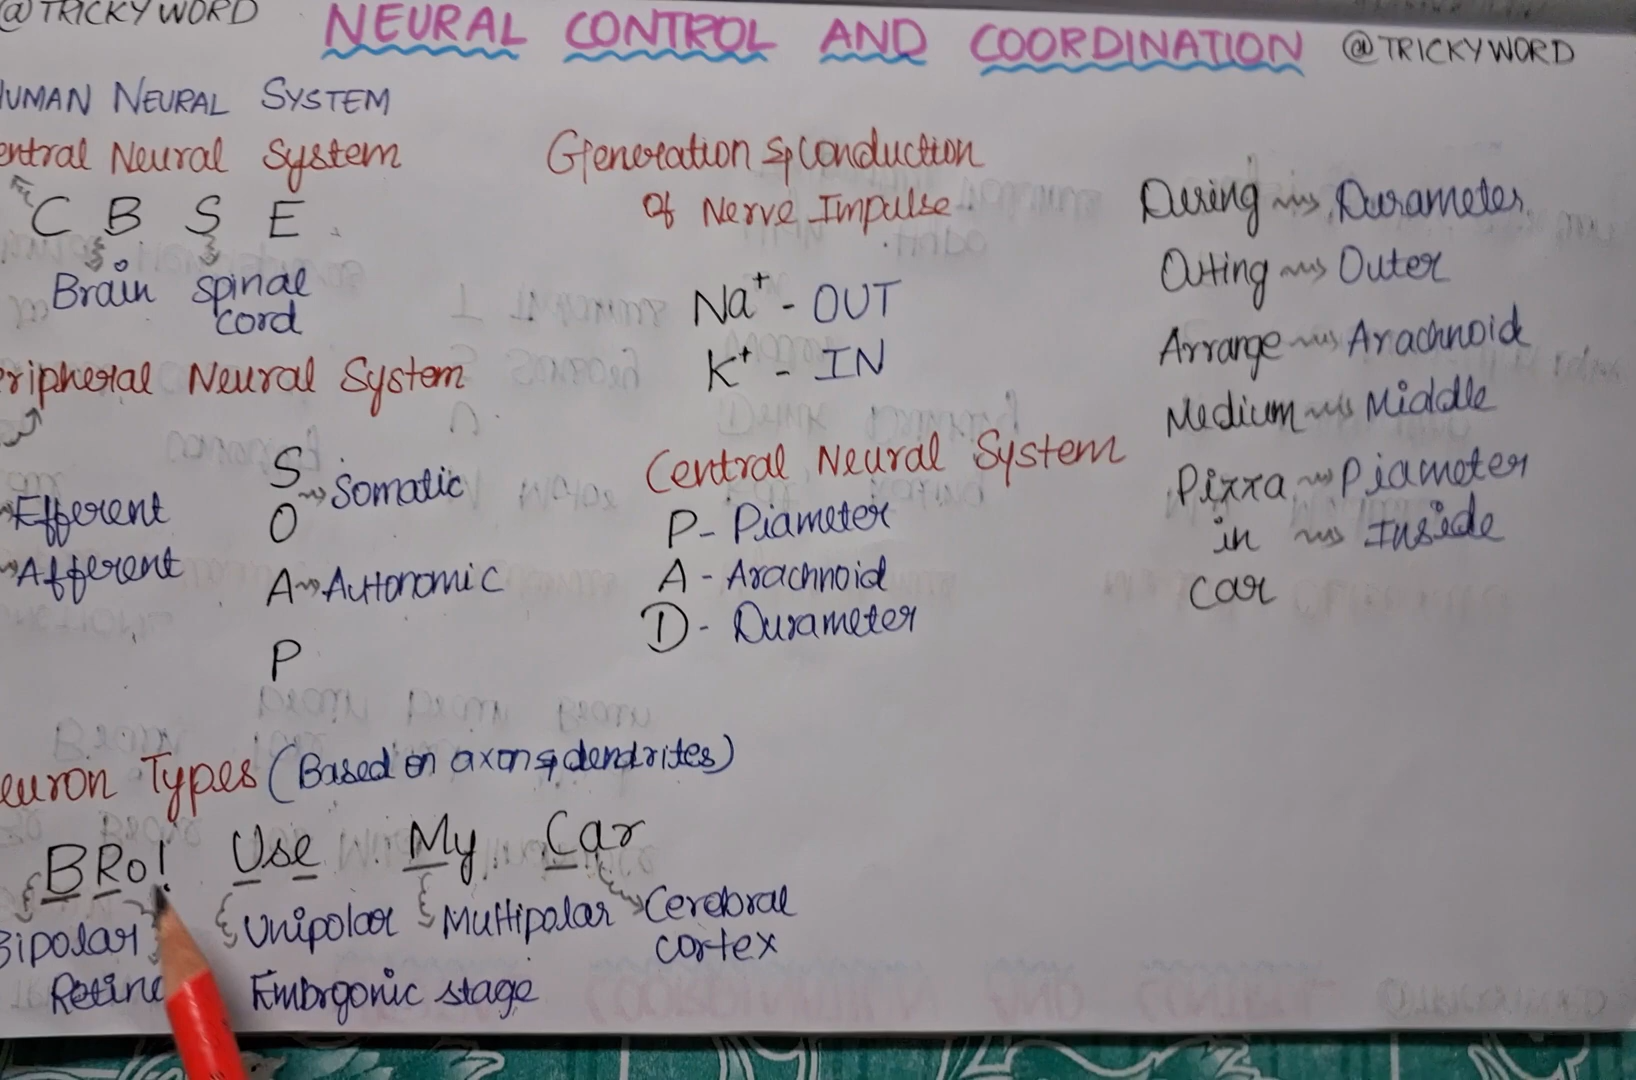 @TRICKYWORD
NEURAL CONTROL AND COORDINATION
@TRICKYWORD
UMAN NEURAL SYSTEM
entral Neural System
C B S E
Brain Spinal
cord
ripheral Neural System
Efferent
Afferent
S
Somatic
O
A Autonomic
P
Generation & Conduction
Of Nerve Impulse
Na+ - OUT
K+ - IN
Central Neural System
P - Piameter
A - Arachnoid
D - Durameter
During Durameter
Outing Outer
Arrange Arachnoid
Medium Middle
Pizza Piameter
in Inside
car
euron Types (Based on axon & dendrites)
BRo! Use My Car
Bipolar Unipolar Multipolar Cerebral
cortex
Retina Embrgonic stage